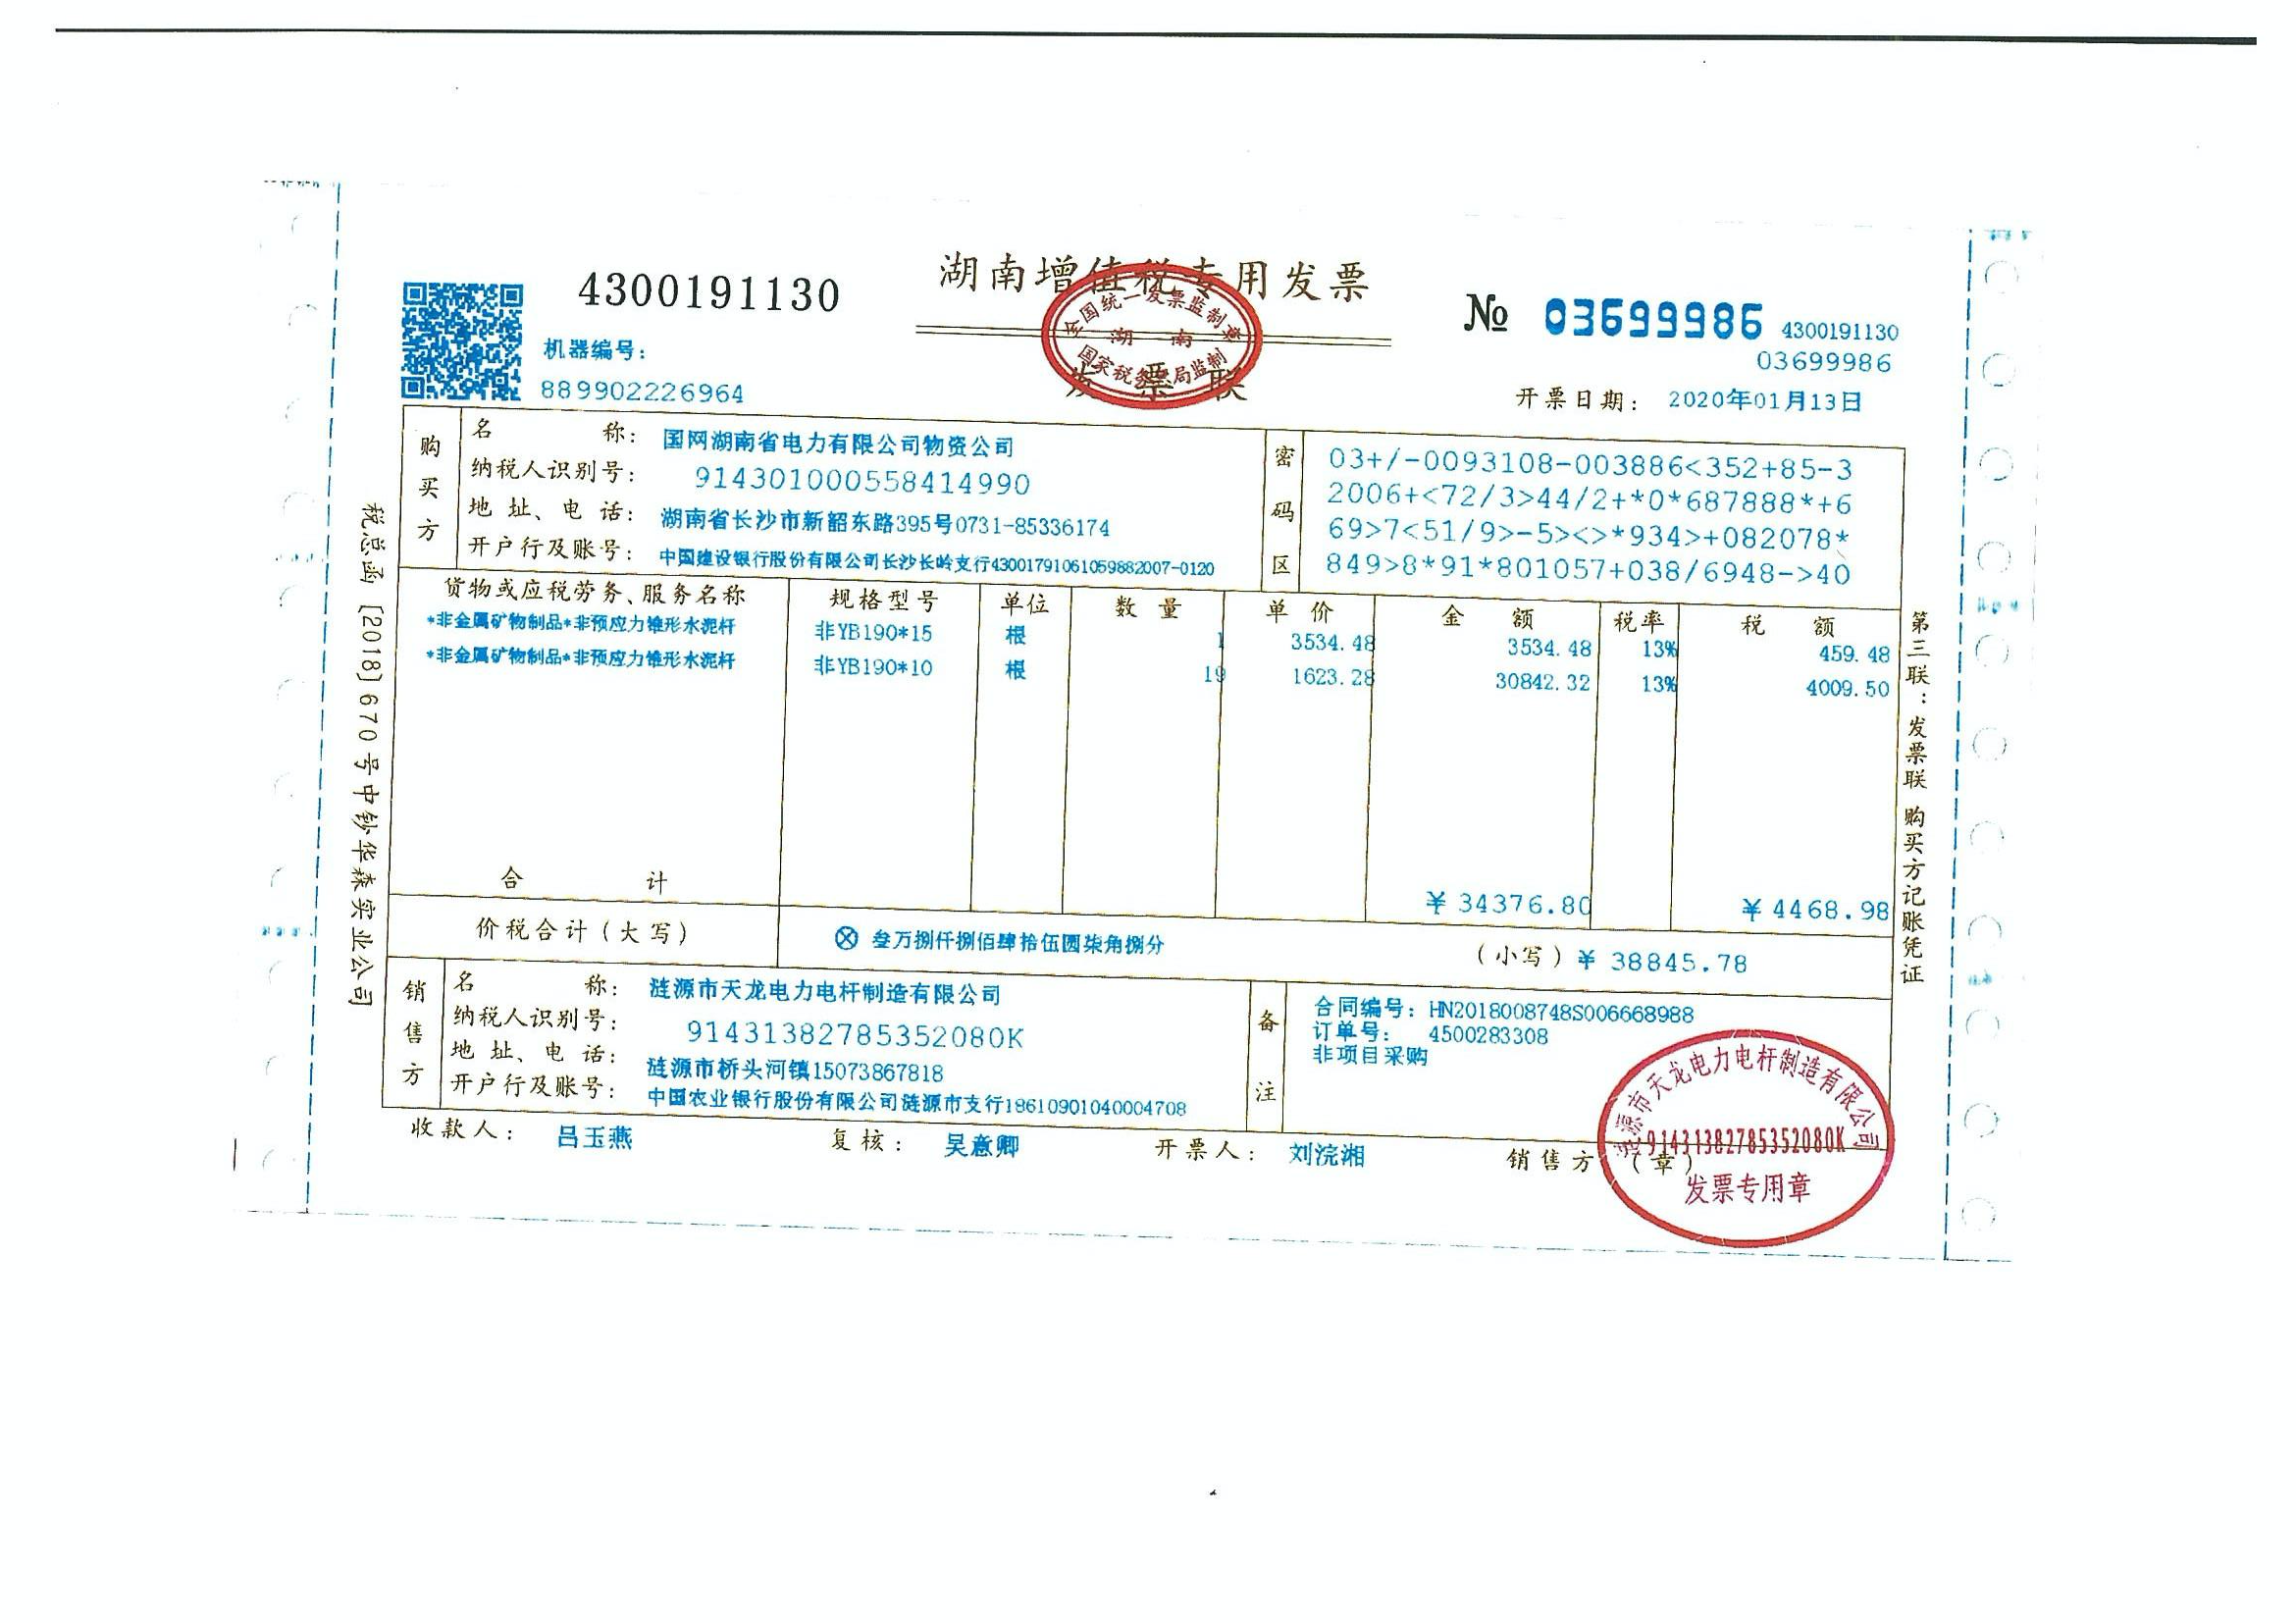 湖南增值税专用发票
发票联
全国统一发票监制章
湖南
国家税务总局监制
4300191130
№ 03699986
4300191130
03699986
机器编号：
889902226964
开票日期： 2020年01月13日
购买方
名 称： 国网湖南省电力有限公司物资公司
纳税人识别号： 914301000558414990
地址、电话： 湖南省长沙市新韶东路395号0731-85336174
开户行及账号： 中国建设银行股份有限公司长沙长岭支行43001791061059882007-0120
密码区
03+/-0093108-003886<352+85-3
2006+<72/3>44/2+*0*687888*+6
69>7<51/9>-5><>*934>+082078*
849>8*91*801057+038/6948->40
货物或应税劳务、服务名称 规格型号 单位 数量 单价 金额 税率 税额
*非金属矿物制品*非预应力锥形水泥杆 非YB190*15 根 1 3534.48 3534.48 13% 459.48
*非金属矿物制品*非预应力锥形水泥杆 非YB190*10 根 19 1623.28 30842.32 13% 4009.50
合计 ¥34376.80 ¥4468.98
价税合计（大写） ⊗ 叁万捌仟捌佰肆拾伍圆柒角捌分 （小写）¥38845.78
销售方
名 称： 涟源市天龙电力电杆制造有限公司
纳税人识别号： 91431382785352080K
地址、电话： 涟源市桥头河镇15073867818
开户行及账号： 中国农业银行股份有限公司涟源市支行18610901040004708
备注
合同编号：HN2018008748S006668988
订单号： 4500283308
非项目采购
收款人： 吕玉燕 复核： 吴意卿 开票人： 刘浣湘 销售方（章）
涟源市天龙电力电杆制造有限公司
91431382785352080K
发票专用章
税总函〔2018〕670号中钞华森实业公司
第三联：发票联 购买方记账凭证